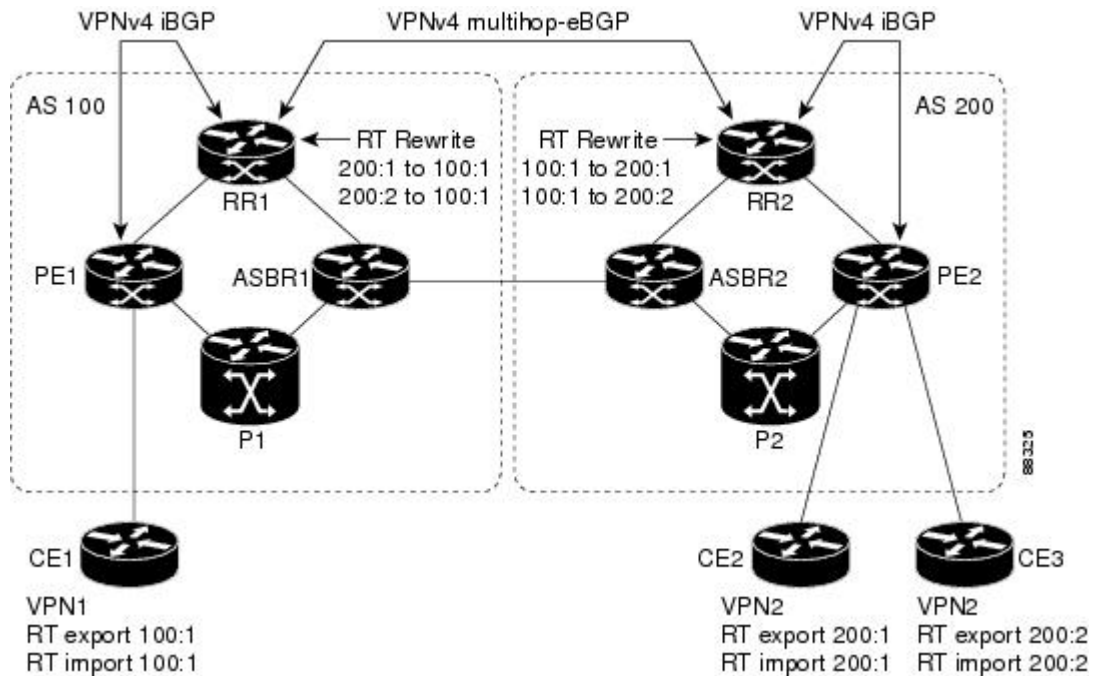 VPNv4 iBGP
VPNv4 multihop-eBGP
VPNv4 iBGP
AS 100
AS 200
RT Rewrite
200:1 to 100:1
200:2 to 100:1
RT Rewrite
100:1 to 200:1
100:1 to 200:2
RR1
RR2
PE1
ASBR1
ASBR2
PE2
P1
P2
88325
CE1
CE2
CE3
VPN1
RT export 100:1
RT import 100:1
VPN2
RT export 200:1
RT import 200:1
VPN2
RT export 200:2
RT import 200:2